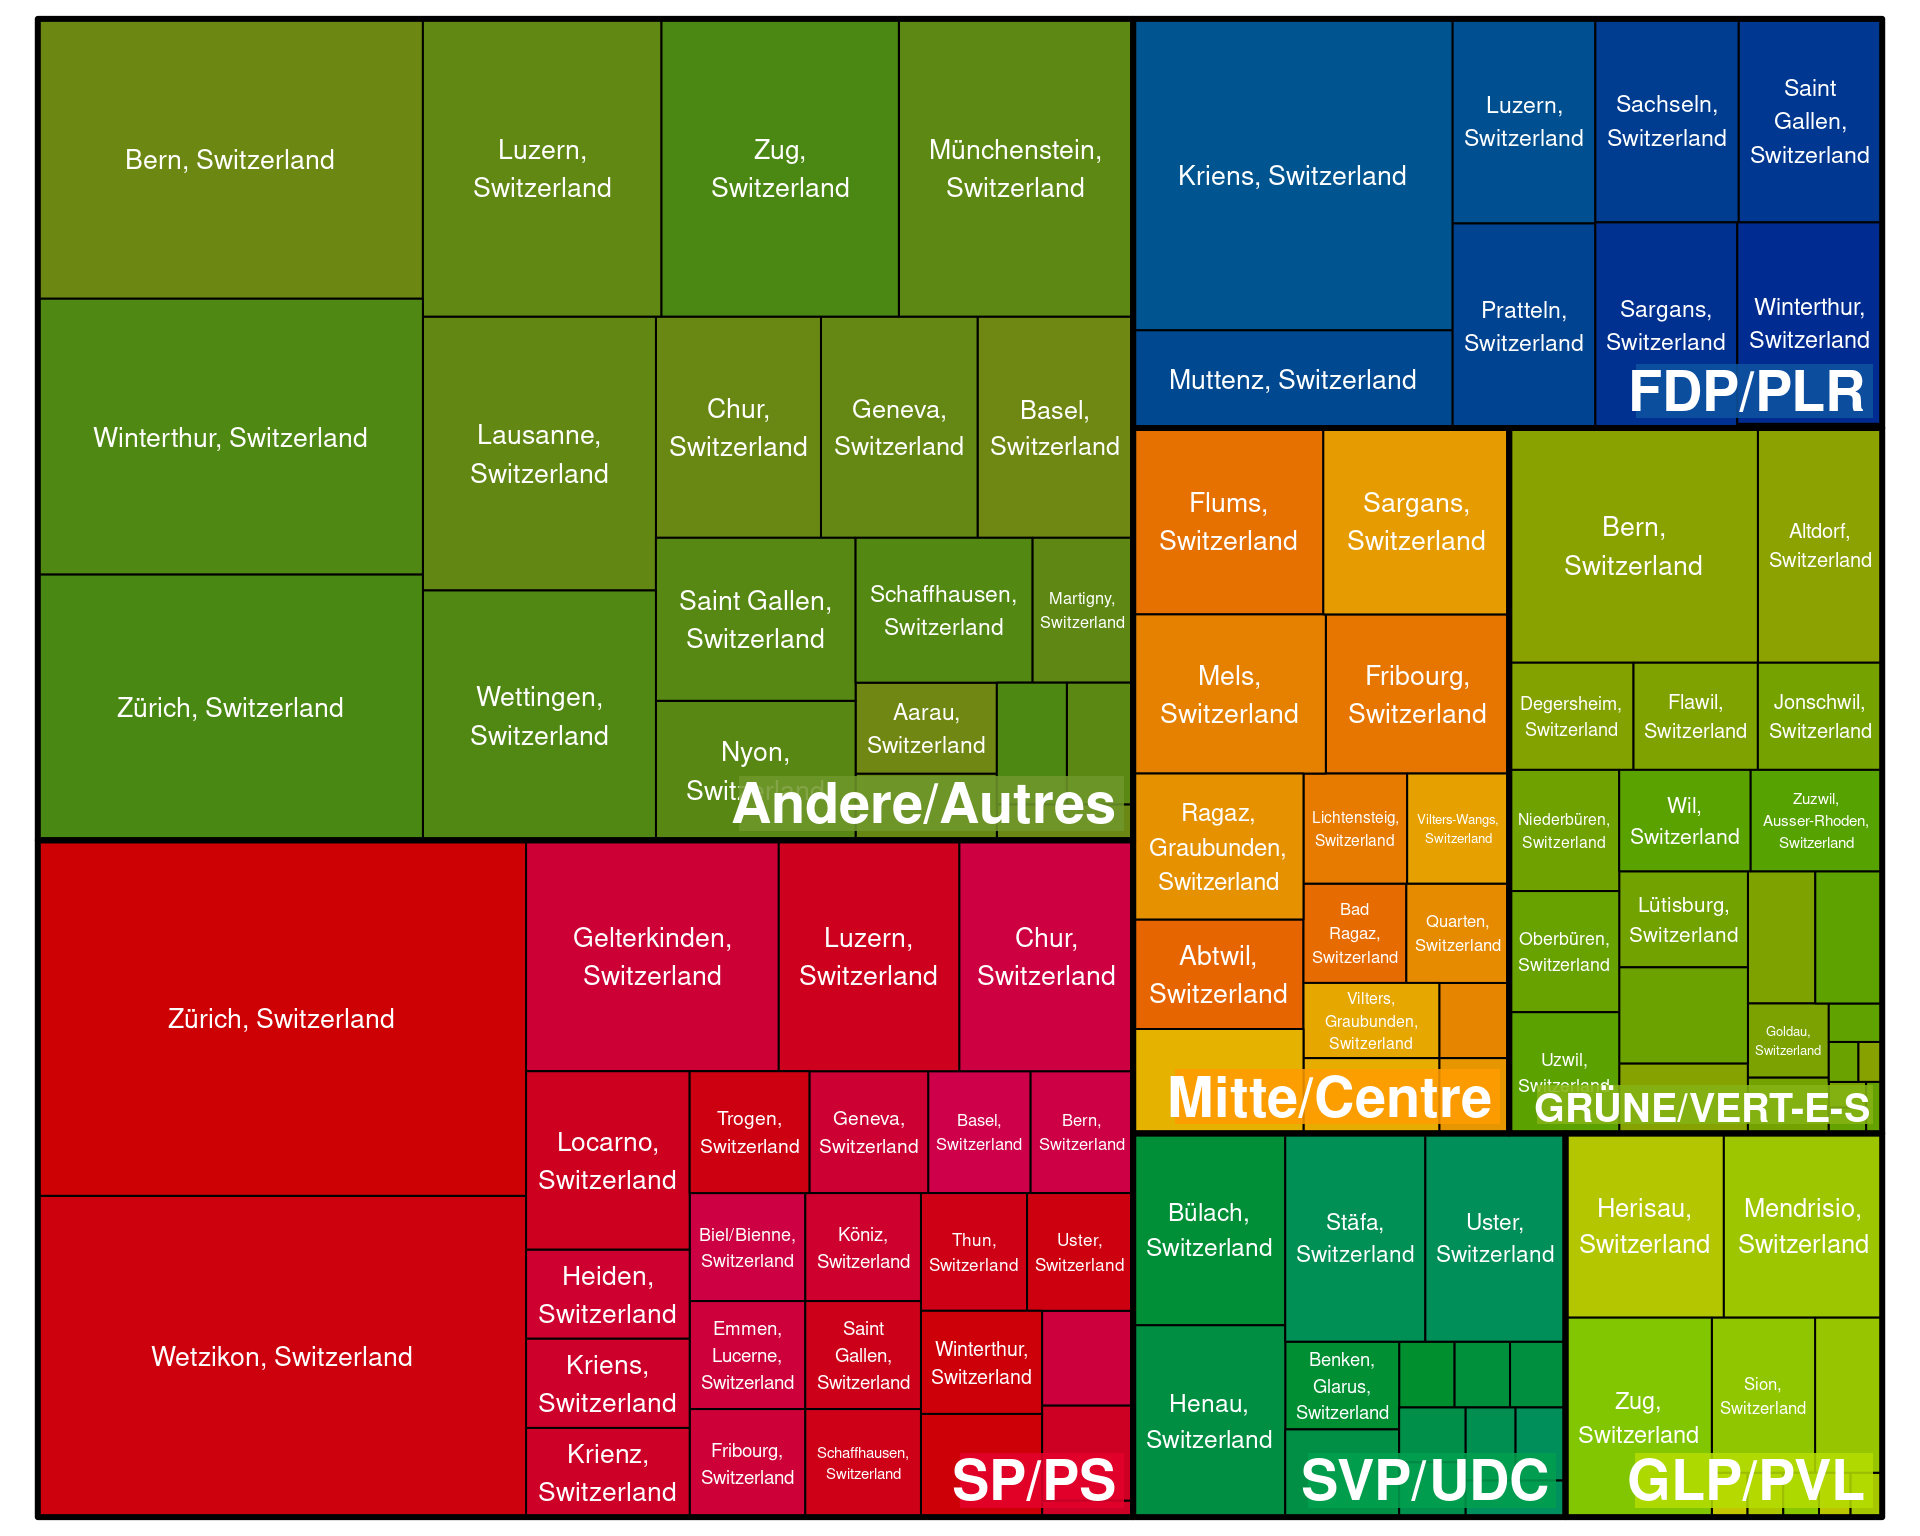 Bern, Switzerland
Luzern,
Switzerland
Zug,
Switzerland
Münchenstein,
Switzerland
Winterthur, Switzerland
Zürich, Switzerland
Lausanne,
Switzerland
Chur,
Switzerland
Geneva,
Switzerland
Basel,
Switzerland
Wettingen,
Switzerland
Saint Gallen,
Switzerland
Schaffhausen,
Switzerland
Martigny,
Switzerland
Nyon,
Switzerland
Aarau,
Switzerland
Andere/Autres
Zürich, Switzerland
Wetzikon, Switzerland
Gelterkinden,
Switzerland
Luzern,
Switzerland
Chur,
Switzerland
Locarno,
Switzerland
Heiden,
Switzerland
Kriens,
Switzerland
Krienz,
Switzerland
Trogen,
Switzerland
Geneva,
Switzerland
Basel,
Switzerland
Bern,
Switzerland
Biel/Bienne,
Switzerland
Köniz,
Switzerland
Thun,
Switzerland
Uster,
Switzerland
Emmen,
Lucerne,
Switzerland
Saint
Gallen,
Switzerland
Winterthur,
Switzerland
Fribourg,
Switzerland
Schaffhausen,
Switzerland
SP/PS
Kriens, Switzerland
Muttenz, Switzerland
Luzern,
Switzerland
Sachseln,
Switzerland
Saint
Gallen,
Switzerland
Pratteln,
Switzerland
Sargans,
Switzerland
Winterthur,
Switzerland
FDP/PLR
Flums,
Switzerland
Sargans,
Switzerland
Mels,
Switzerland
Fribourg,
Switzerland
Ragaz,
Graubunden,
Switzerland
Abtwil,
Switzerland
Lichtensteig,
Switzerland
Vilters-Wangs,
Switzerland
Bad
Ragaz,
Switzerland
Quarten,
Switzerland
Vilters,
Graubunden,
Switzerland
Mitte/Centre
Bern,
Switzerland
Altdorf,
Switzerland
Degersheim,
Switzerland
Flawil,
Switzerland
Jonschwil,
Switzerland
Niederbüren,
Switzerland
Wil,
Switzerland
Zuzwil,
Ausser-Rhoden,
Switzerland
Oberbüren,
Switzerland
Lütisburg,
Switzerland
Uzwil,
Switzerland
Goldau,
Switzerland
GRÜNE/VERT-E-S
Bülach,
Switzerland
Henau,
Switzerland
Stäfa,
Switzerland
Uster,
Switzerland
Benken,
Glarus,
Switzerland
SVP/UDC
Herisau,
Switzerland
Mendrisio,
Switzerland
Zug,
Switzerland
Sion,
Switzerland
GLP/PVL